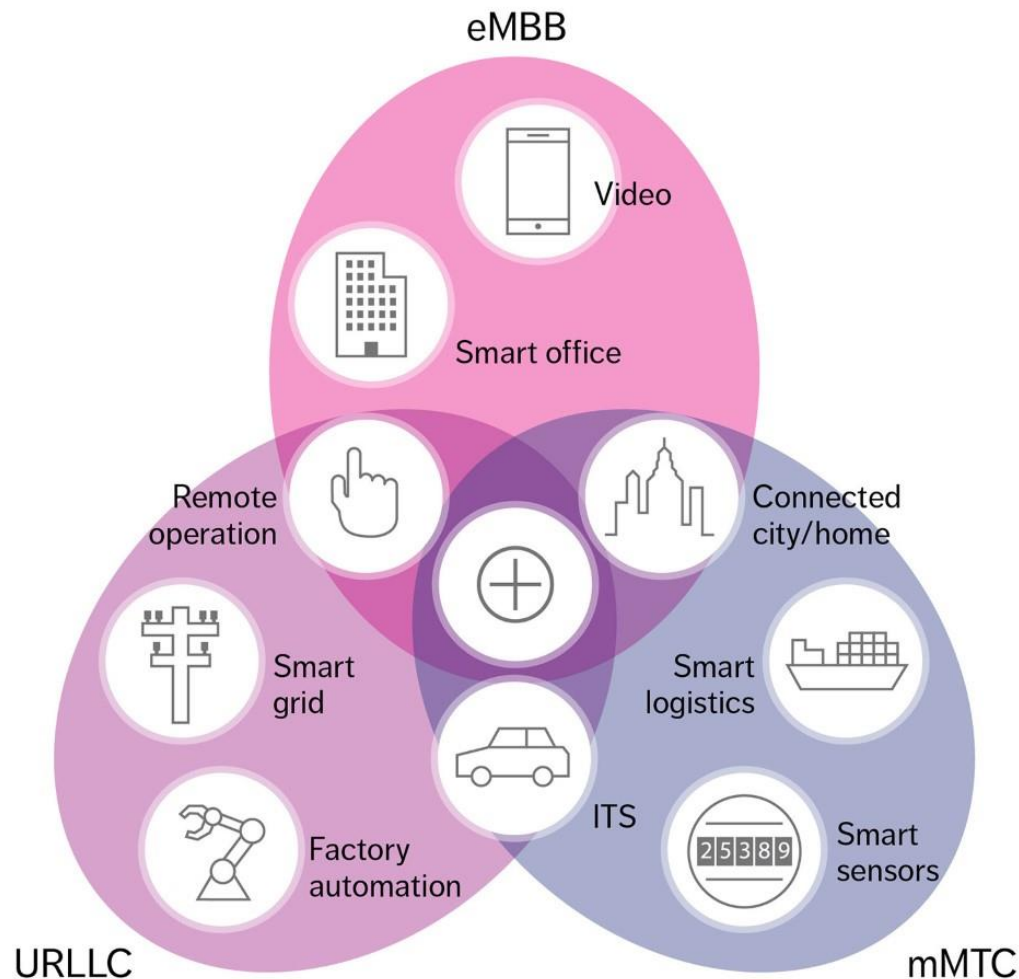 eMBB
Video
Smart office
Remote
operation
Connected
city/home
Smart
grid
Smart
logistics
ITS
Factory
automation
25389
Smart
sensors
URLLC
mMTC